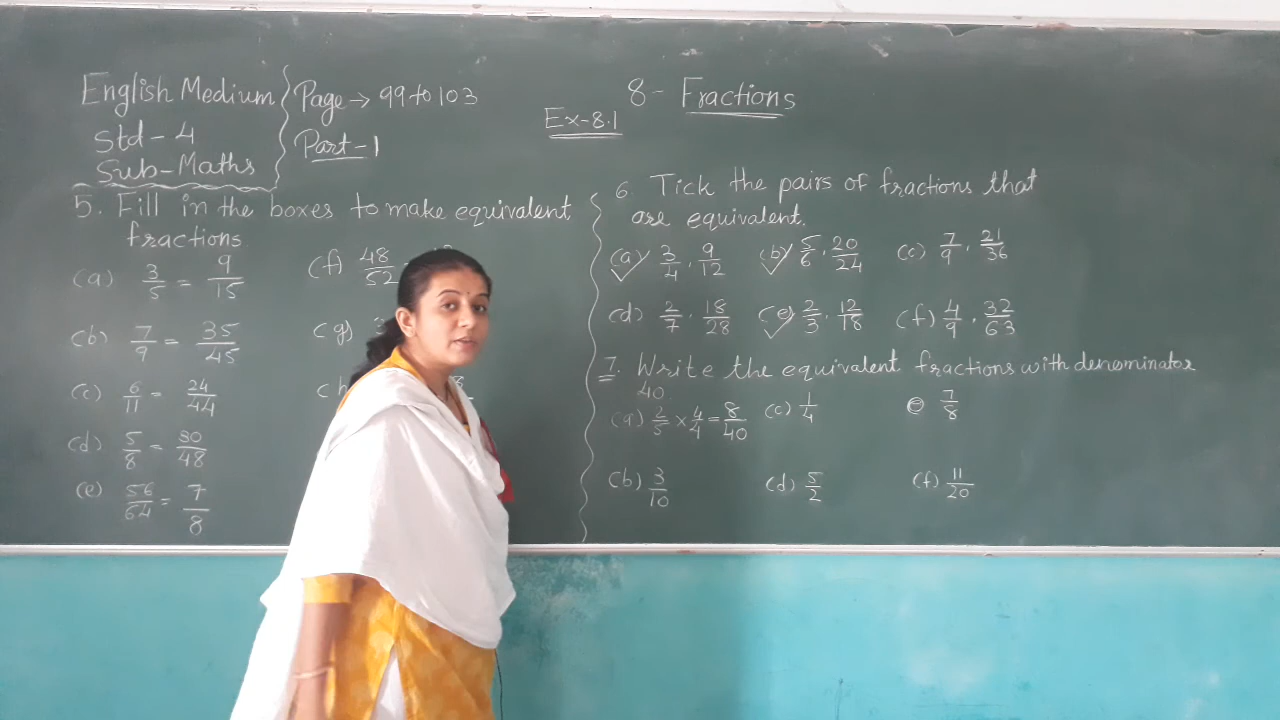 English Medium
Std - 4
Sub - Maths
Page → 99 to 103
Part - 1
8 - Fractions
Ex - 8.1
5. Fill in the boxes to make equivalent
fractions
(a) 3/5 = 9/15
(b) 7/9 = 35/45
(c) 6/11 = 24/44
(d) 5/8 = 30/48
(e) 56/64 = 7/8
(f) 48/52
(g)
(h
8
6. Tick the pairs of fractions that
are equivalent.
(a) ✓ 3/4 , 9/12 (b) ✓ 5/6 , 20/24 (c) 7/9 , 21/36
(d) 2/7 , 18/28 (e) ✓ 2/3 , 12/18 (f) 4/9 , 32/63
7. Write the equivalent fractions with denominator
40
(a) 2/5 × 4/4 = 8/40 (c) 1/4 (e) 7/8
(b) 3/10 (d) 5/2 (f) 11/20